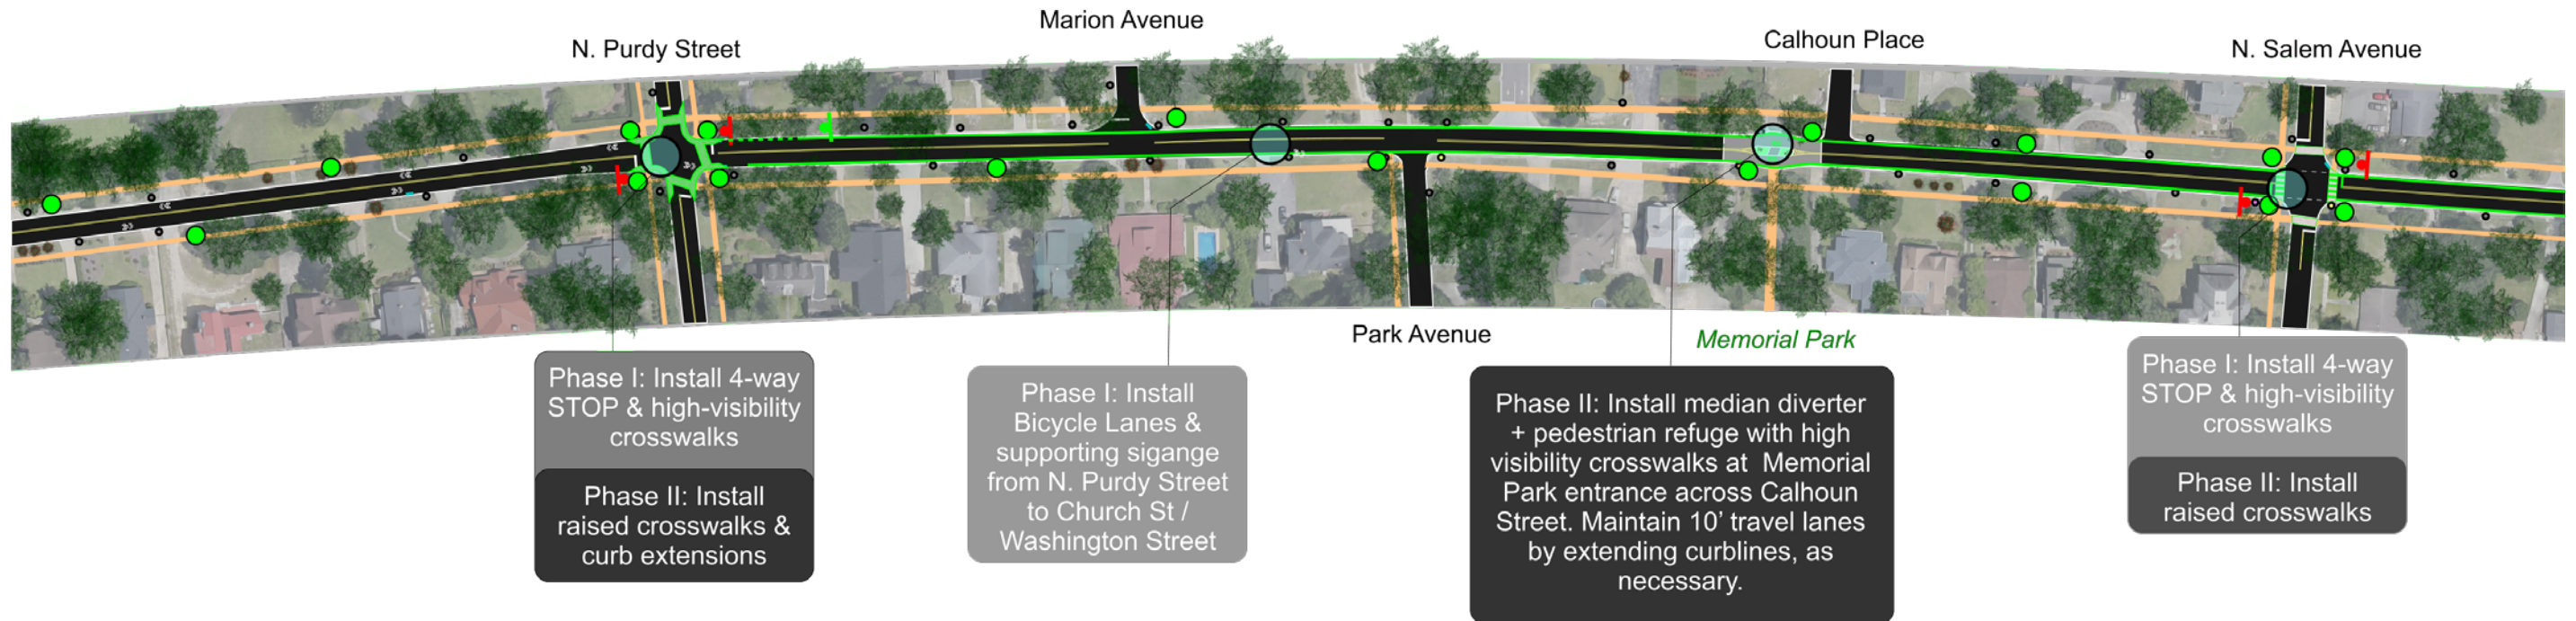 Marion Avenue
N. Purdy Street
Calhoun Place
N. Salem Avenue
Park Avenue
Memorial Park
Phase I: Install 4-way
STOP & high-visibility
crosswalks
Phase II: Install
raised crosswalks &
curb extensions
Phase I: Install
Bicycle Lanes &
supporting sigange
from N. Purdy Street
to Church St /
Washington Street
Phase II: Install median diverter
+ pedestrian refuge with high
visibility crosswalks at Memorial
Park entrance across Calhoun
Street. Maintain 10’ travel lanes
by extending curblines, as
necessary.
Phase I: Install 4-way
STOP & high-visibility
crosswalks
Phase II: Install
raised crosswalks